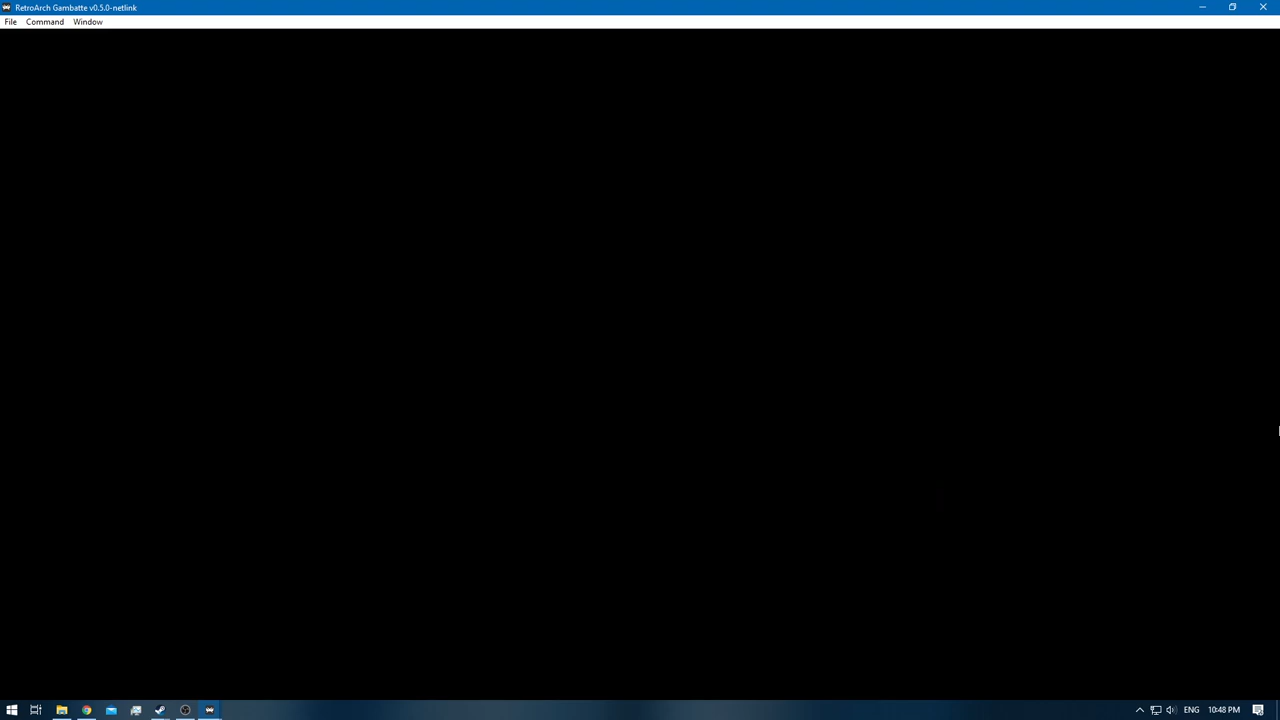 RetroArch Gambatte v0.5.0-netlink
File Command Window
ENG 10:48 PM